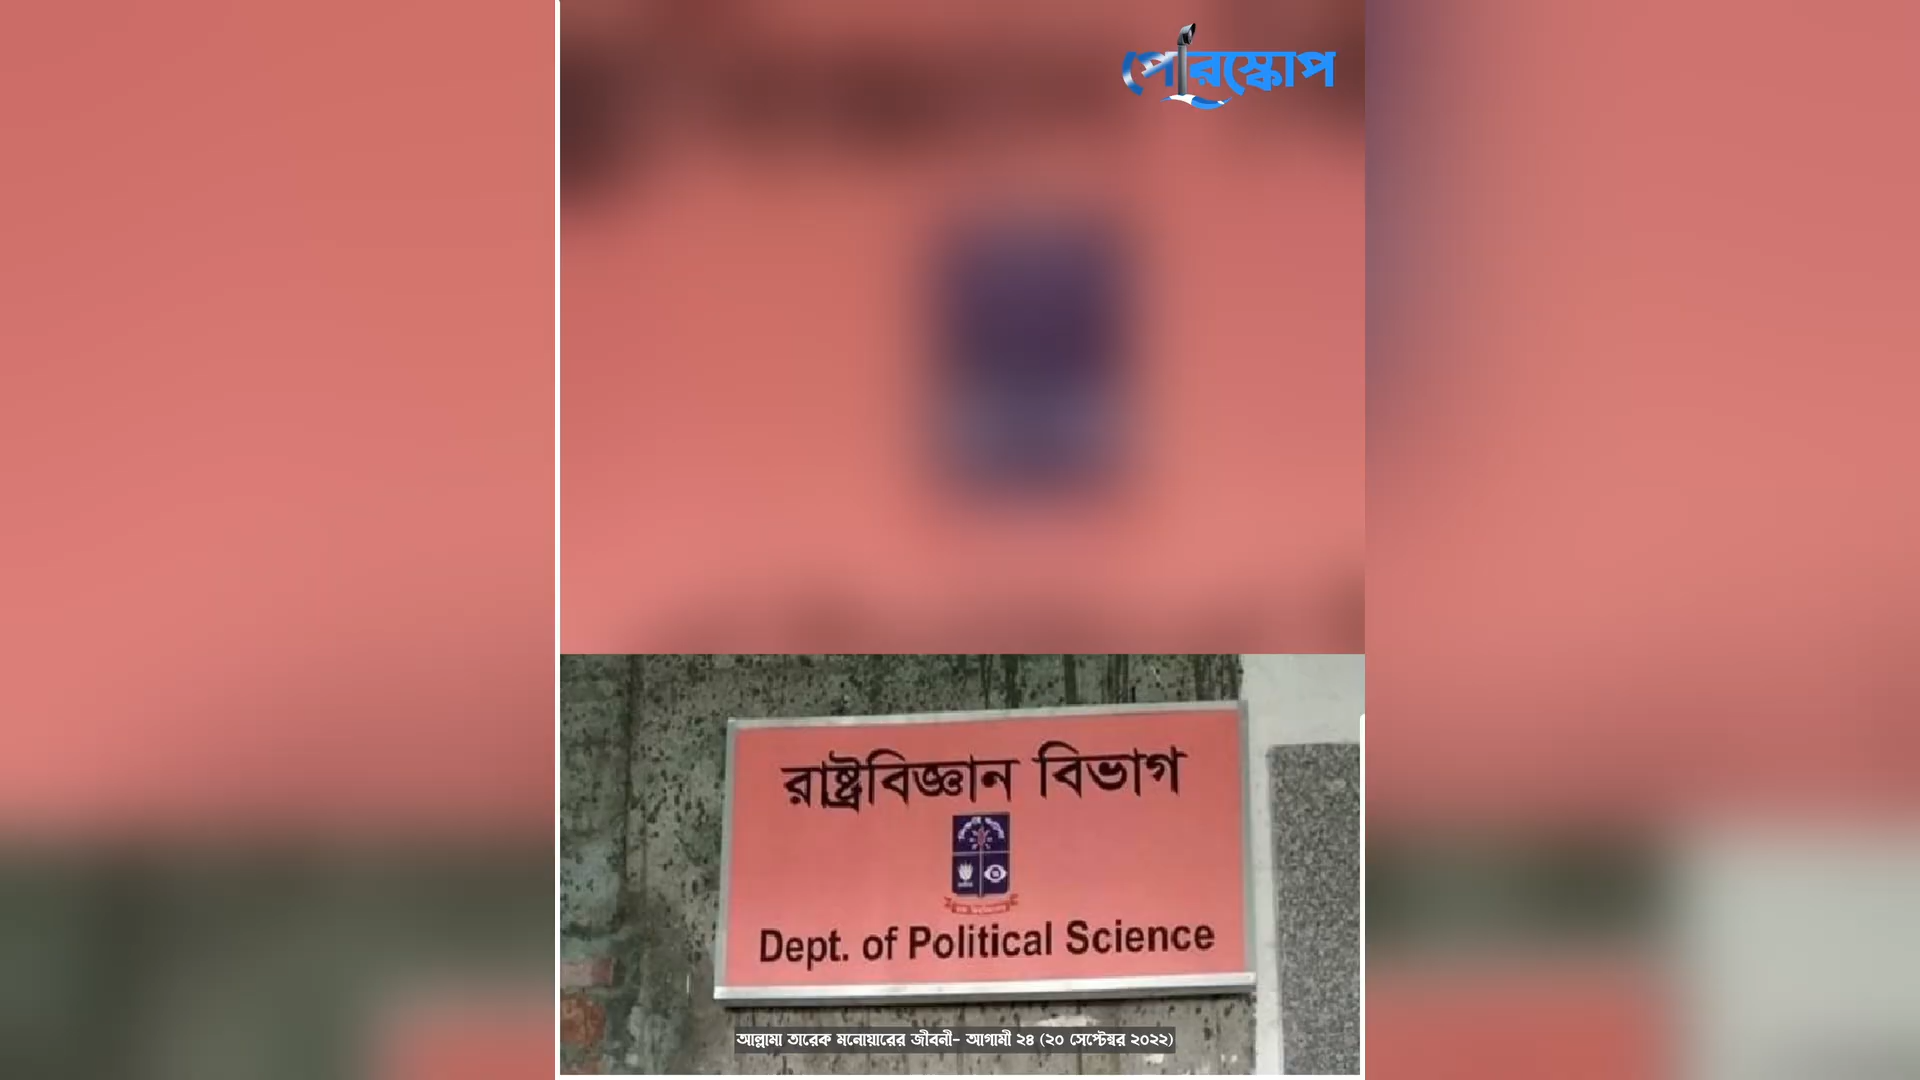 পেরিস্কোপ
রাষ্ট্রবিজ্ঞান বিভাগ
Dept. of Political Science
আল্লামা তারেক মনোয়ারের জীবনী- আগামী ২৪ (২০ সেপ্টেম্বর ২০২২)